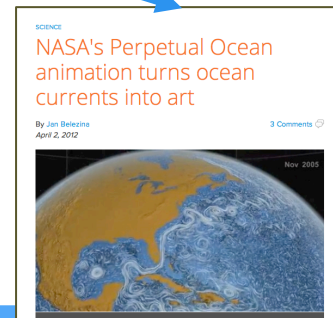 SCIENCE
NASA's Perpetual Ocean
animation turns ocean
currents into art
By Jan Belezina
3 Comments
April 2, 2012
Nov 2005